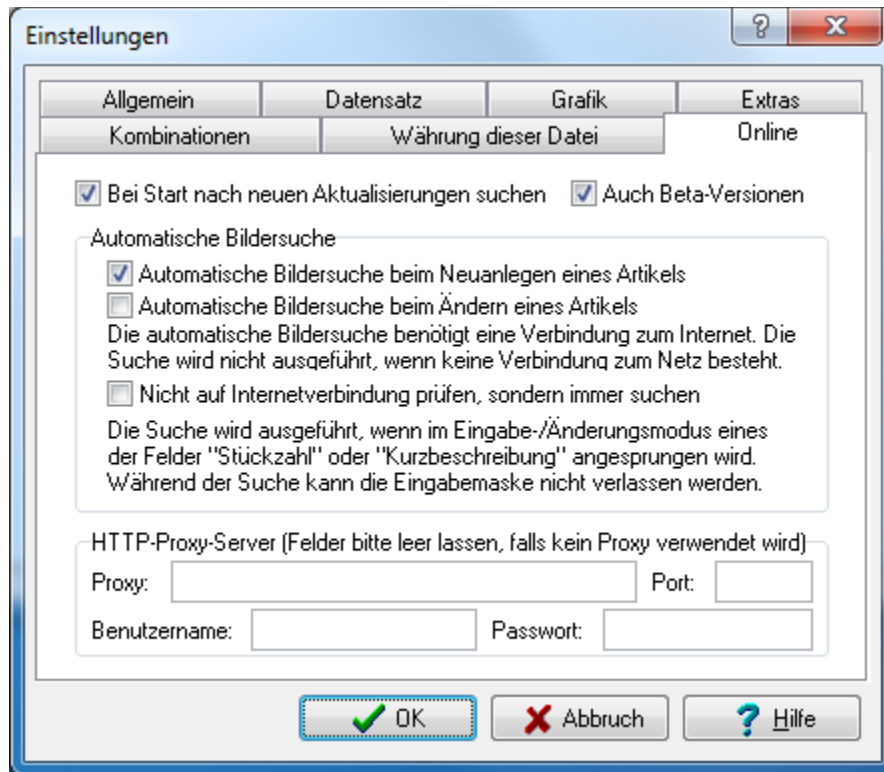 Einstellungen
Allgemein Datensatz Grafik Extras
Kombinationen Währung dieser Datei Online
Bei Start nach neuen Aktualisierungen suchen Auch Beta-Versionen
Automatische Bildersuche
Automatische Bildersuche beim Neuanlegen eines Artikels
Automatische Bildersuche beim Ändern eines Artikels
Die automatische Bildersuche benötigt eine Verbindung zum Internet. Die
Suche wird nicht ausgeführt, wenn keine Verbindung zum Netz besteht.
Nicht auf Internetverbindung prüfen, sondern immer suchen
Die Suche wird ausgeführt, wenn im Eingabe-/Änderungsmodus eines
der Felder "Stückzahl" oder "Kurzbeschreibung" angesprungen wird.
Während der Suche kann die Eingabemaske nicht verlassen werden.
HTTP-Proxy-Server (Felder bitte leer lassen, falls kein Proxy verwendet wird)
Proxy: Port:
Benutzername: Passwort:
OK Abbruch Hilfe